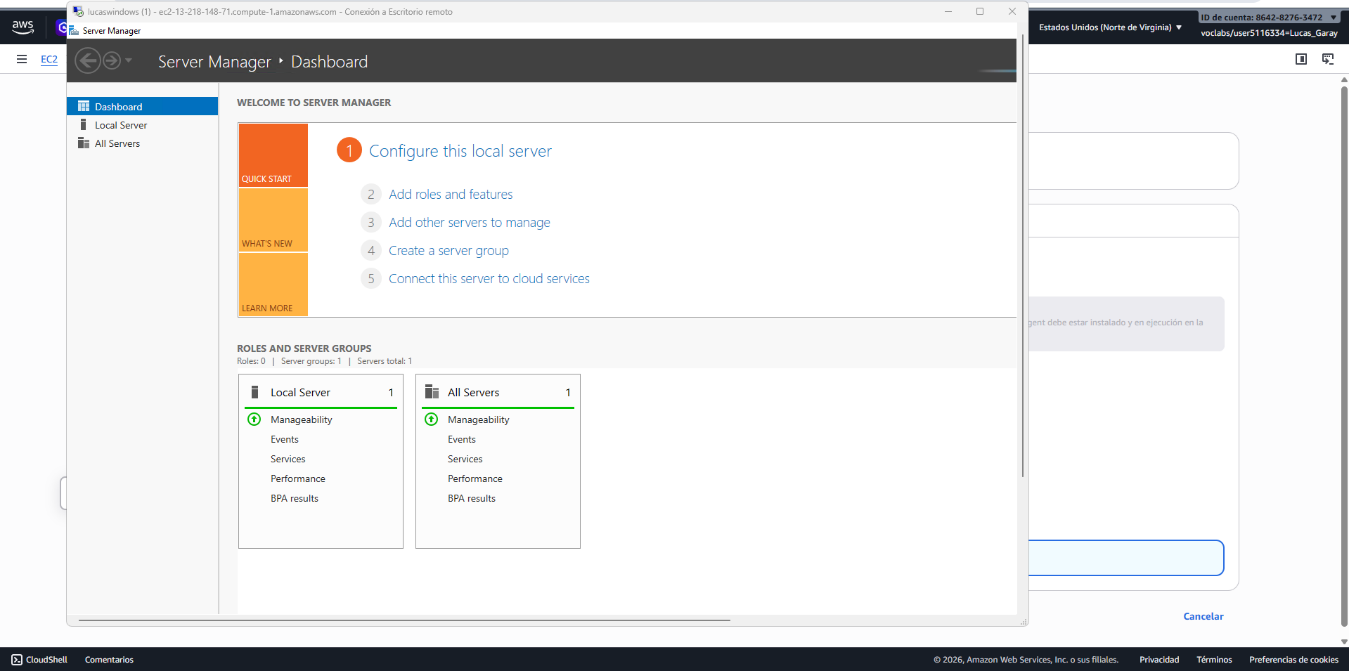 lucaswindows (1) - ec2-13-218-148-71.compute-1.amazonaws.com - Conexión a Escritorio remoto
aws
Server Manager
Estados Unidos (Norte de Virginia) ▼
ID de cuenta: 8642-8276-3472 ▼
voclabs/user5116334=Lucas_Garay
EC2
Server Manager ‣ Dashboard
Dashboard
Local Server
All Servers
WELCOME TO SERVER MANAGER
QUICK START
WHAT'S NEW
LEARN MORE
1 Configure this local server
2 Add roles and features
3 Add other servers to manage
4 Create a server group
5 Connect this server to cloud services
gent debe estar instalado y en ejecución en la
ROLES AND SERVER GROUPS
Roles: 0 | Server groups: 1 | Servers total: 1
Local Server 1
Manageability
Events
Services
Performance
BPA results
All Servers 1
Manageability
Events
Services
Performance
BPA results
Cancelar
CloudShell Comentarios © 2026, Amazon Web Services, Inc. o sus filiales. Privacidad Términos Preferencias de cookies